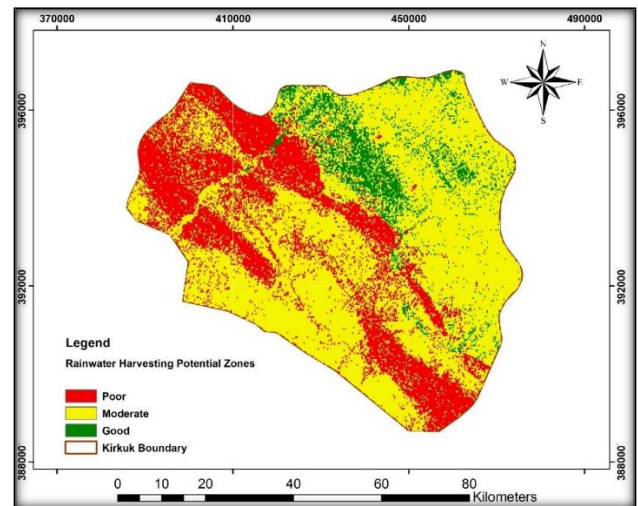 370000 410000 450000 490000
N
W E
S
396000 396000
392000 392000
388000 388000
Legend
Rainwater Harvesting Potential Zones
Poor
Moderate
Good
Kirkuk Boundary
0 10 20 40 60 80
Kilometers